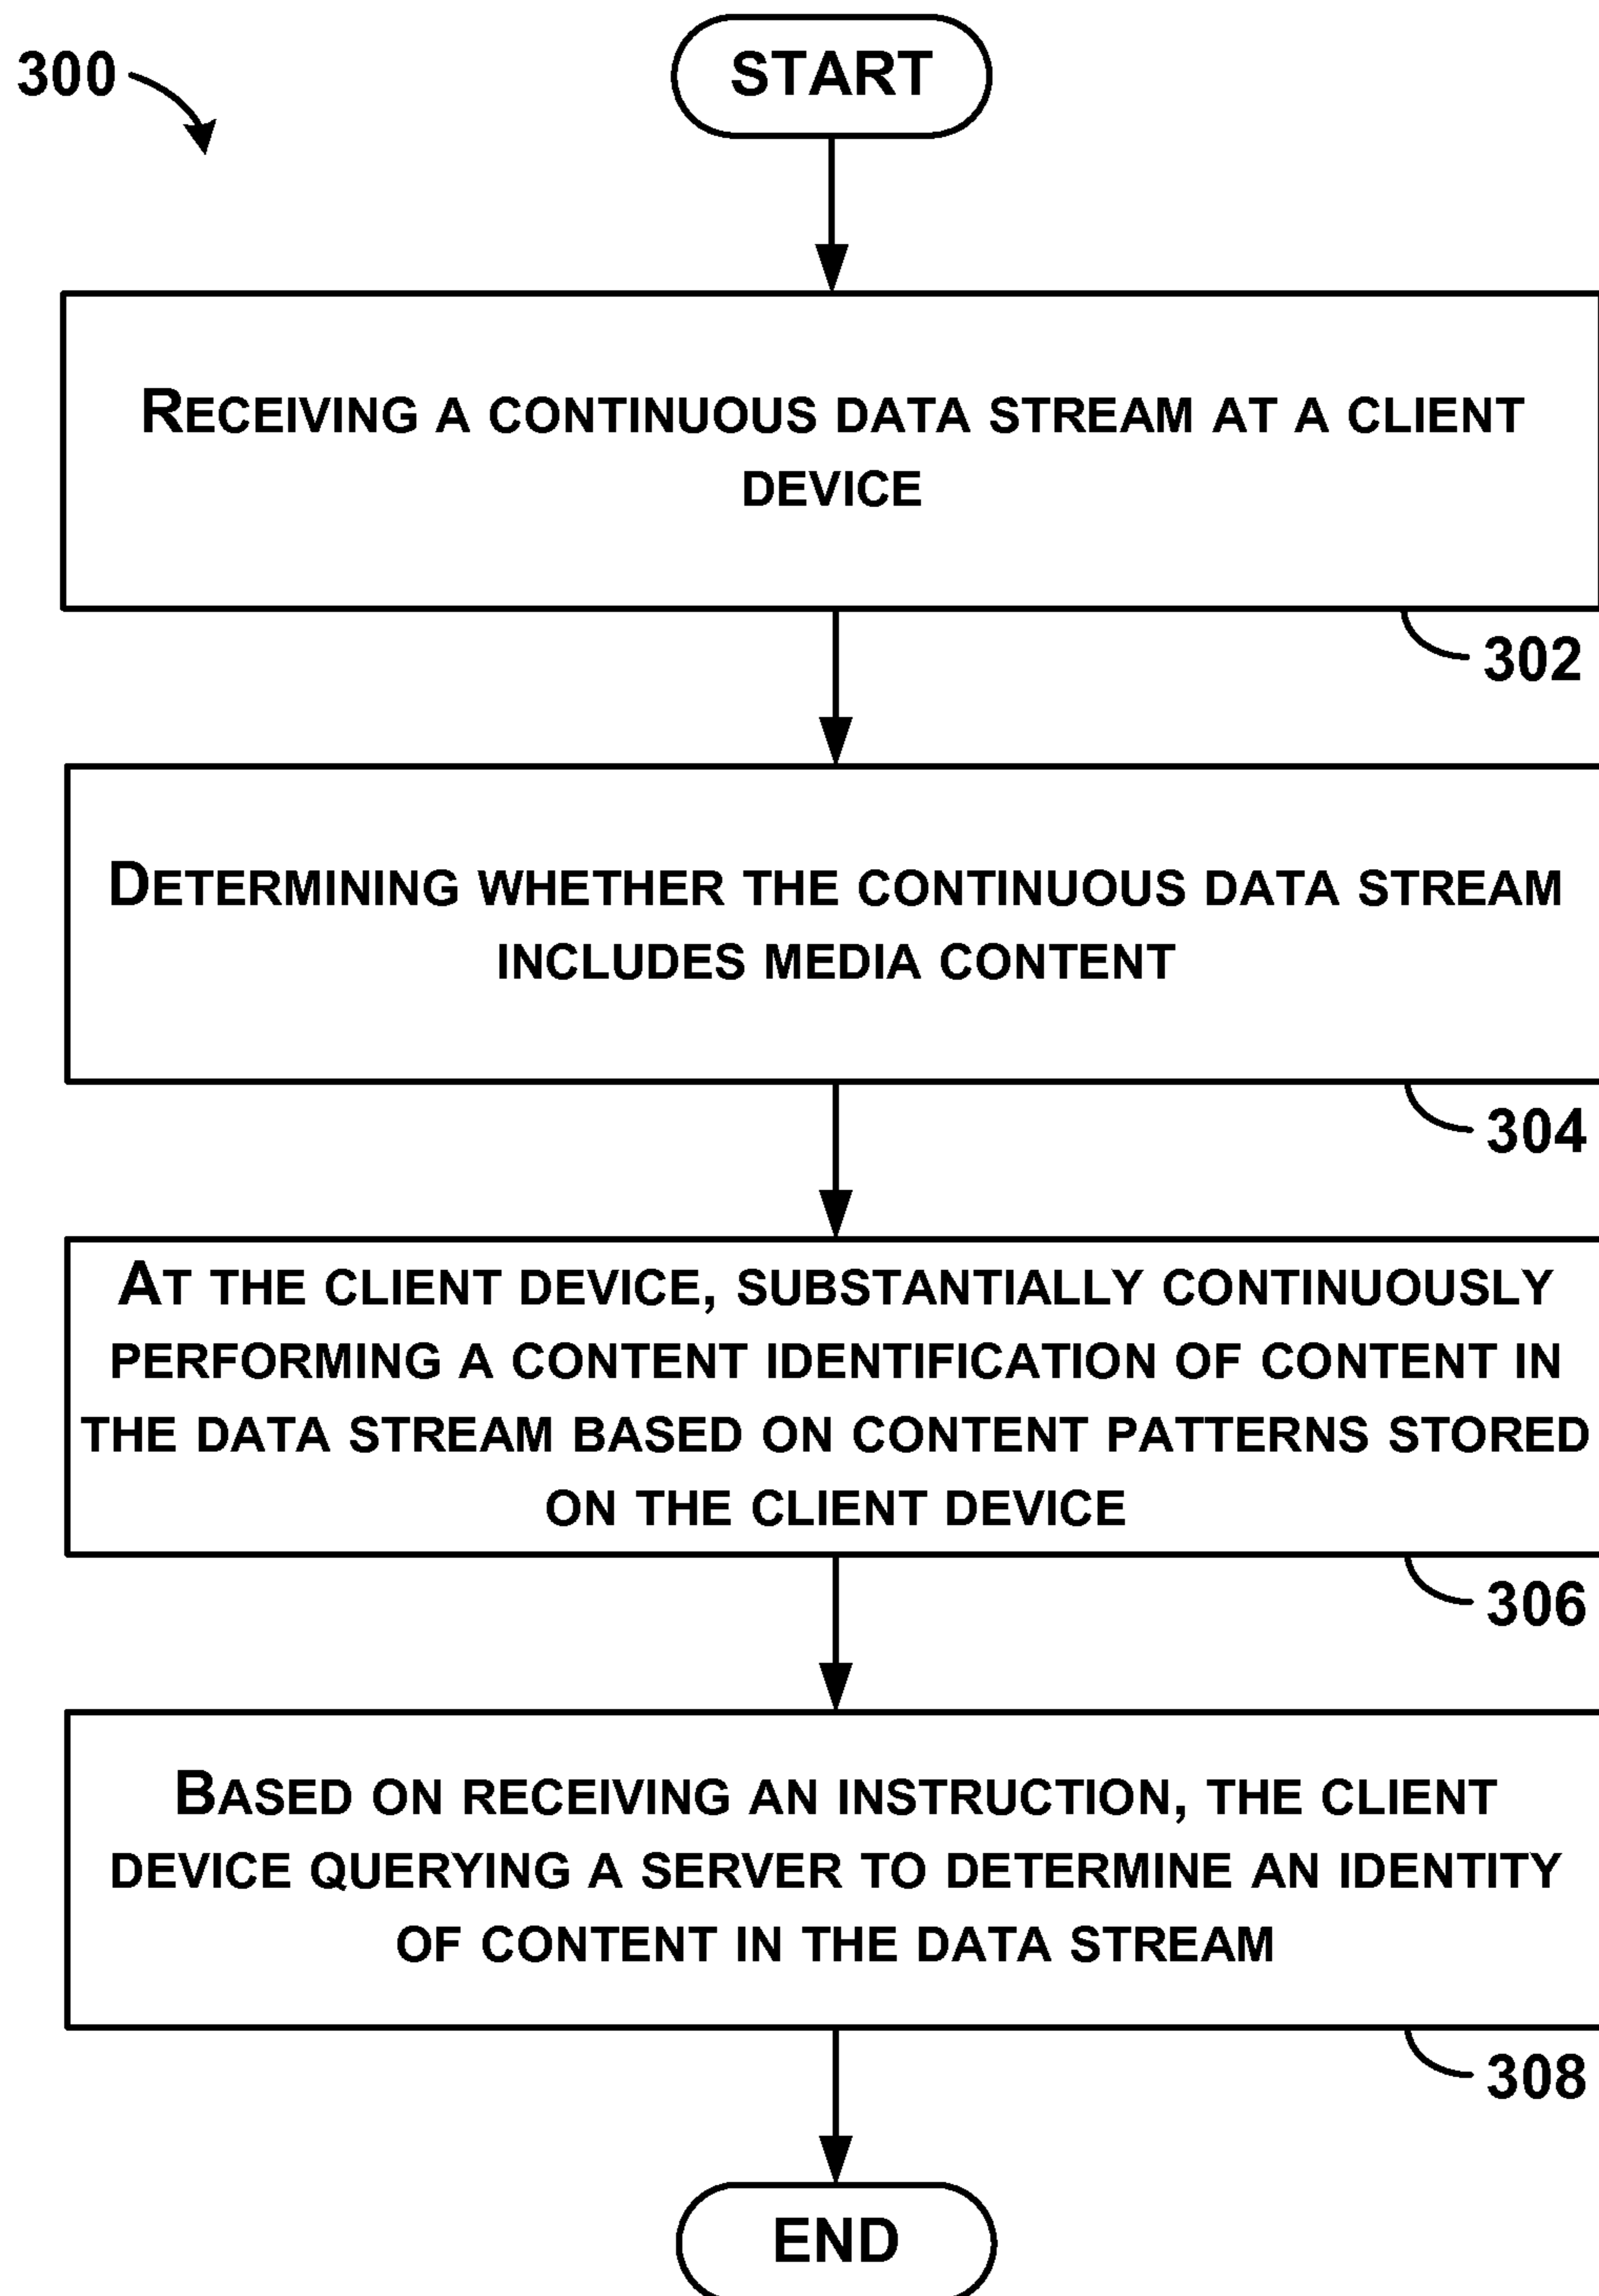 300
START
RECEIVING A CONTINUOUS DATA STREAM AT A CLIENT
DEVICE
302
DETERMINING WHETHER THE CONTINUOUS DATA STREAM
INCLUDES MEDIA CONTENT
304
AT THE CLIENT DEVICE, SUBSTANTIALLY CONTINUOUSLY
PERFORMING A CONTENT IDENTIFICATION OF CONTENT IN
THE DATA STREAM BASED ON CONTENT PATTERNS STORED
ON THE CLIENT DEVICE
306
BASED ON RECEIVING AN INSTRUCTION, THE CLIENT
DEVICE QUERYING A SERVER TO DETERMINE AN IDENTITY
OF CONTENT IN THE DATA STREAM
308
END